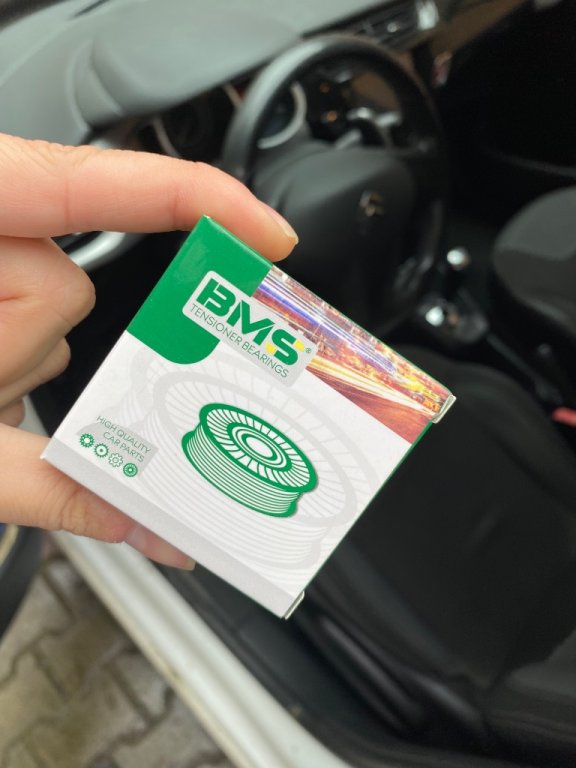 BMS®
TENSIONER BEARINGS
HIGH QUALITY
CAR PARTS